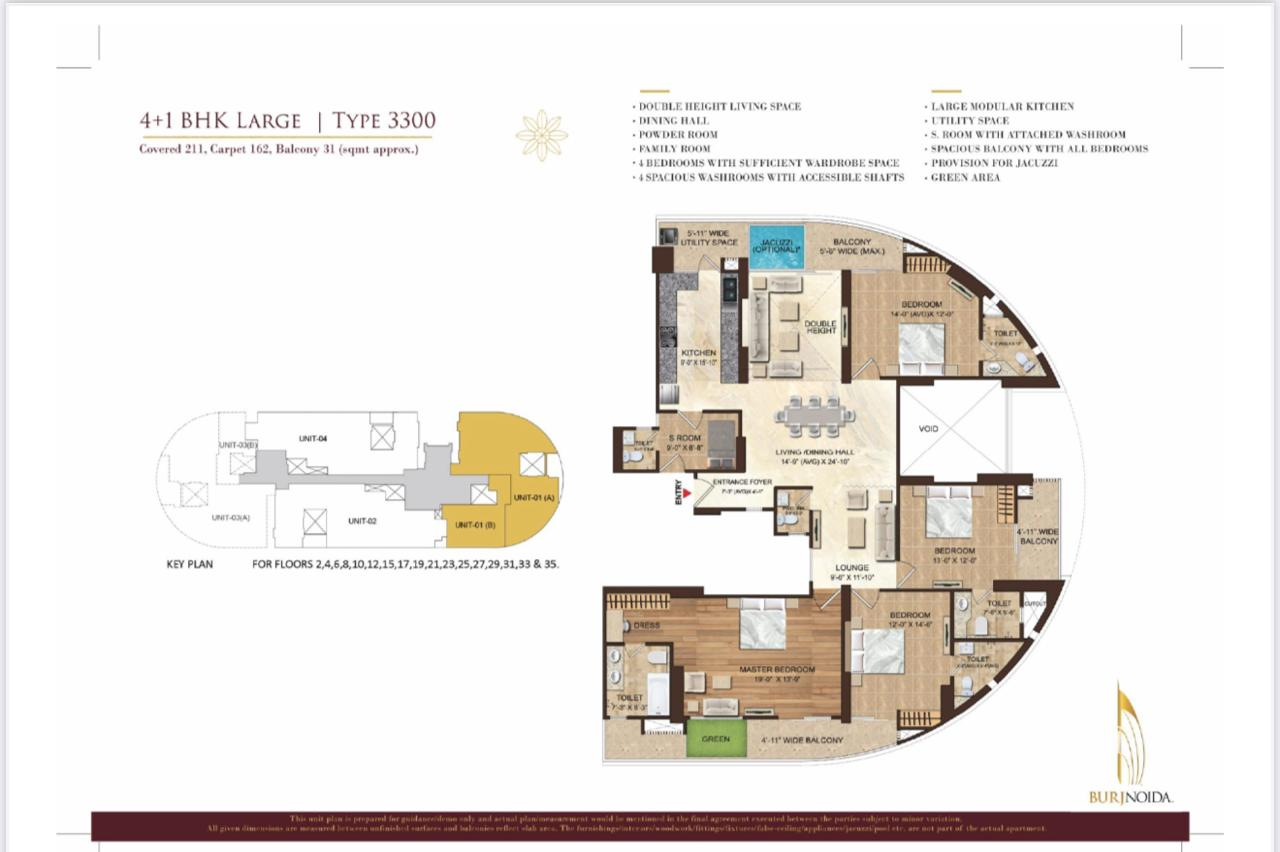 4+1 BHK LARGE | TYPE 3300
Covered 211, Carpet 162, Balcony 31 (sqmt approx.)
• DOUBLE HEIGHT LIVING SPACE
• DINING HALL
• POWDER ROOM
• FAMILY ROOM
• 4 BEDROOMS WITH SUFFICIENT WARDROBE SPACE
• 4 SPACIOUS WASHROOMS WITH ACCESSIBLE SHAFTS
• LARGE MODULAR KITCHEN
• UTILITY SPACE
• S. ROOM WITH ATTACHED WASHROOM
• SPACIOUS BALCONY WITH ALL BEDROOMS
• PROVISION FOR JACUZZI
• GREEN AREA
5'-11" WIDE
UTILITY SPACE
JACUZZI
(OPTIONAL)*
BALCONY
5'-6" WIDE (MAX.)
BEDROOM
14'-0" (AVG) X 12'-0"
TOILET
DOUBLE
HEIGHT
KITCHEN
VOID
S ROOM
9'-0" X 6'-8"
TOILET
LIVING /DINING HALL
14'-9" (AVG) X 24'-10"
ENTRY
ENTRANCE FOYER
LOUNGE
9'-6" X 11'-10"
BEDROOM
13'-0" X 12'-0"
4'-11" WIDE
BALCONY
BEDROOM
12'-0" X 14'-6"
TOILET
CUTOUT
TOILET
DRESS
MASTER BEDROOM
19'-0" X 13'-9"
TOILET
GREEN
4'-11" WIDE BALCONY
UNIT-03(B)
UNIT-04
UNIT-03(A)
UNIT-02
UNIT-01 (A)
UNIT-01 (B)
KEY PLAN
FOR FLOORS 2,4,6,8,10,12,15,17,19,21,23,25,27,29,31,33 & 35.
BURJNOIDA.
This unit plan is prepared for guidance/demo only and actual plan/measurement would be mentioned in the final agreement executed between the parties subject to minor variation.
All given dimensions are measured between unfinished surfaces and balconies reflect slab area. The furnishings/interiors/woodwork/fittings/fixtures/false-ceiling/appliances/jacuzzi/pool etc. are not part of the actual apartment.